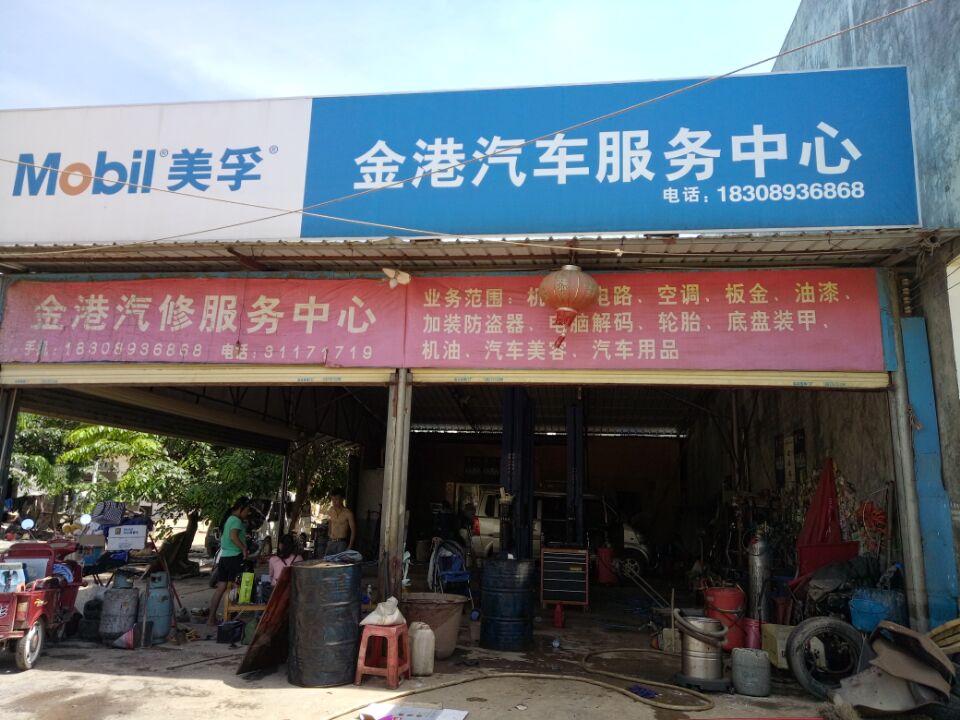 Mobil®美孚®
金港汽车服务中心
电话：18308936868
金港汽修服务中心
手机：18308936868 电话：31171719
业务范围：机 电路、空调、板金、油漆、
加装防盗器、电脑解码、轮胎、底盘装甲、
机油、汽车美容、汽车用品